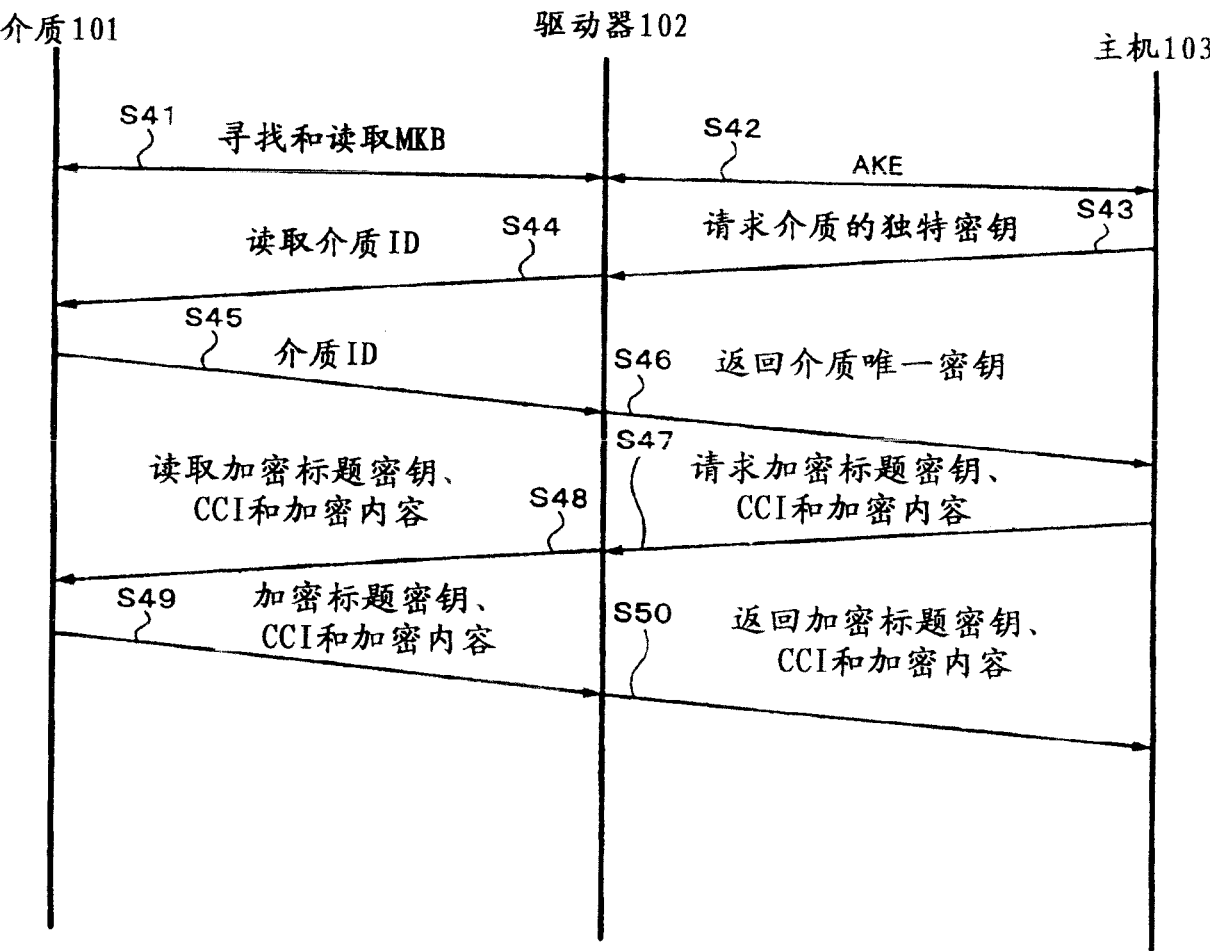 介质101
驱动器102
主机103
S41
寻找和读取MKB
S42
AKE
S43
请求介质的独特密钥
S44
读取介质ID
S45
介质ID
S46
返回介质唯一密钥
S47
请求加密标题密钥、
CCI和加密内容
S48
读取加密标题密钥、
CCI和加密内容
S49
加密标题密钥、
CCI和加密内容
S50
返回加密标题密钥、
CCI和加密内容